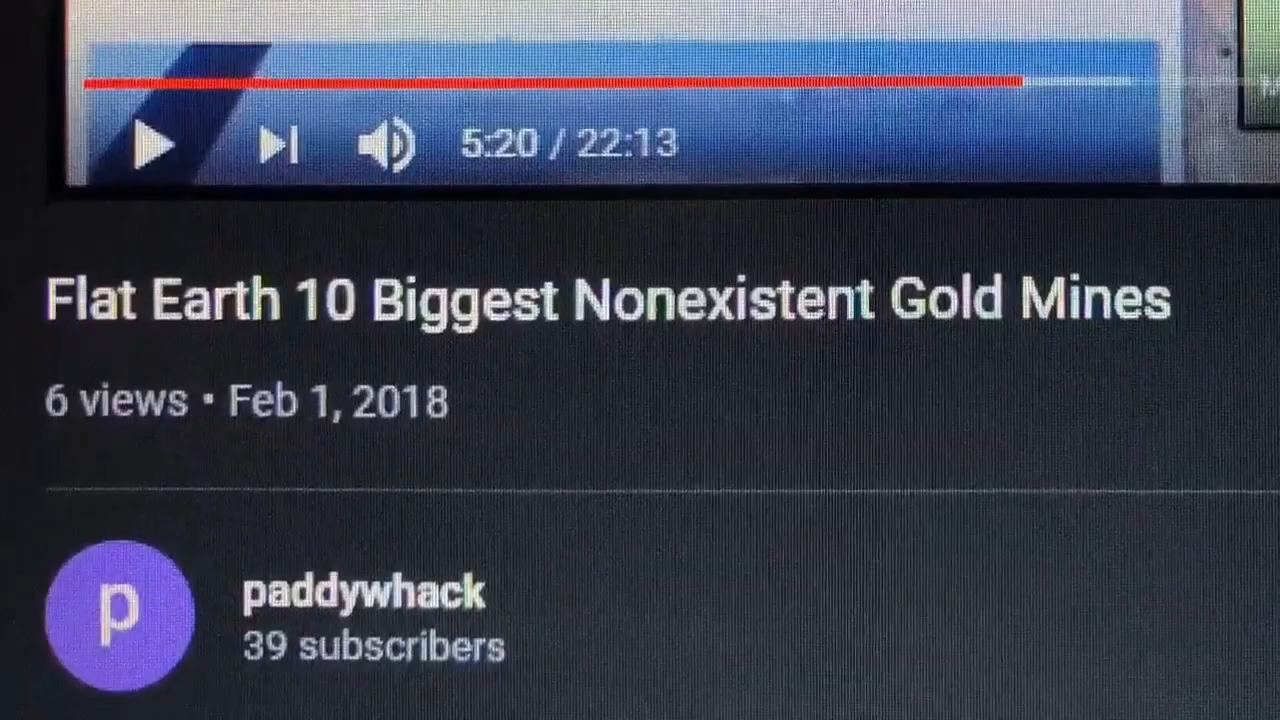 5:20 / 22:13
Flat Earth 10 Biggest Nonexistent Gold Mines
6 views • Feb 1, 2018
p
paddywhack
39 subscribers